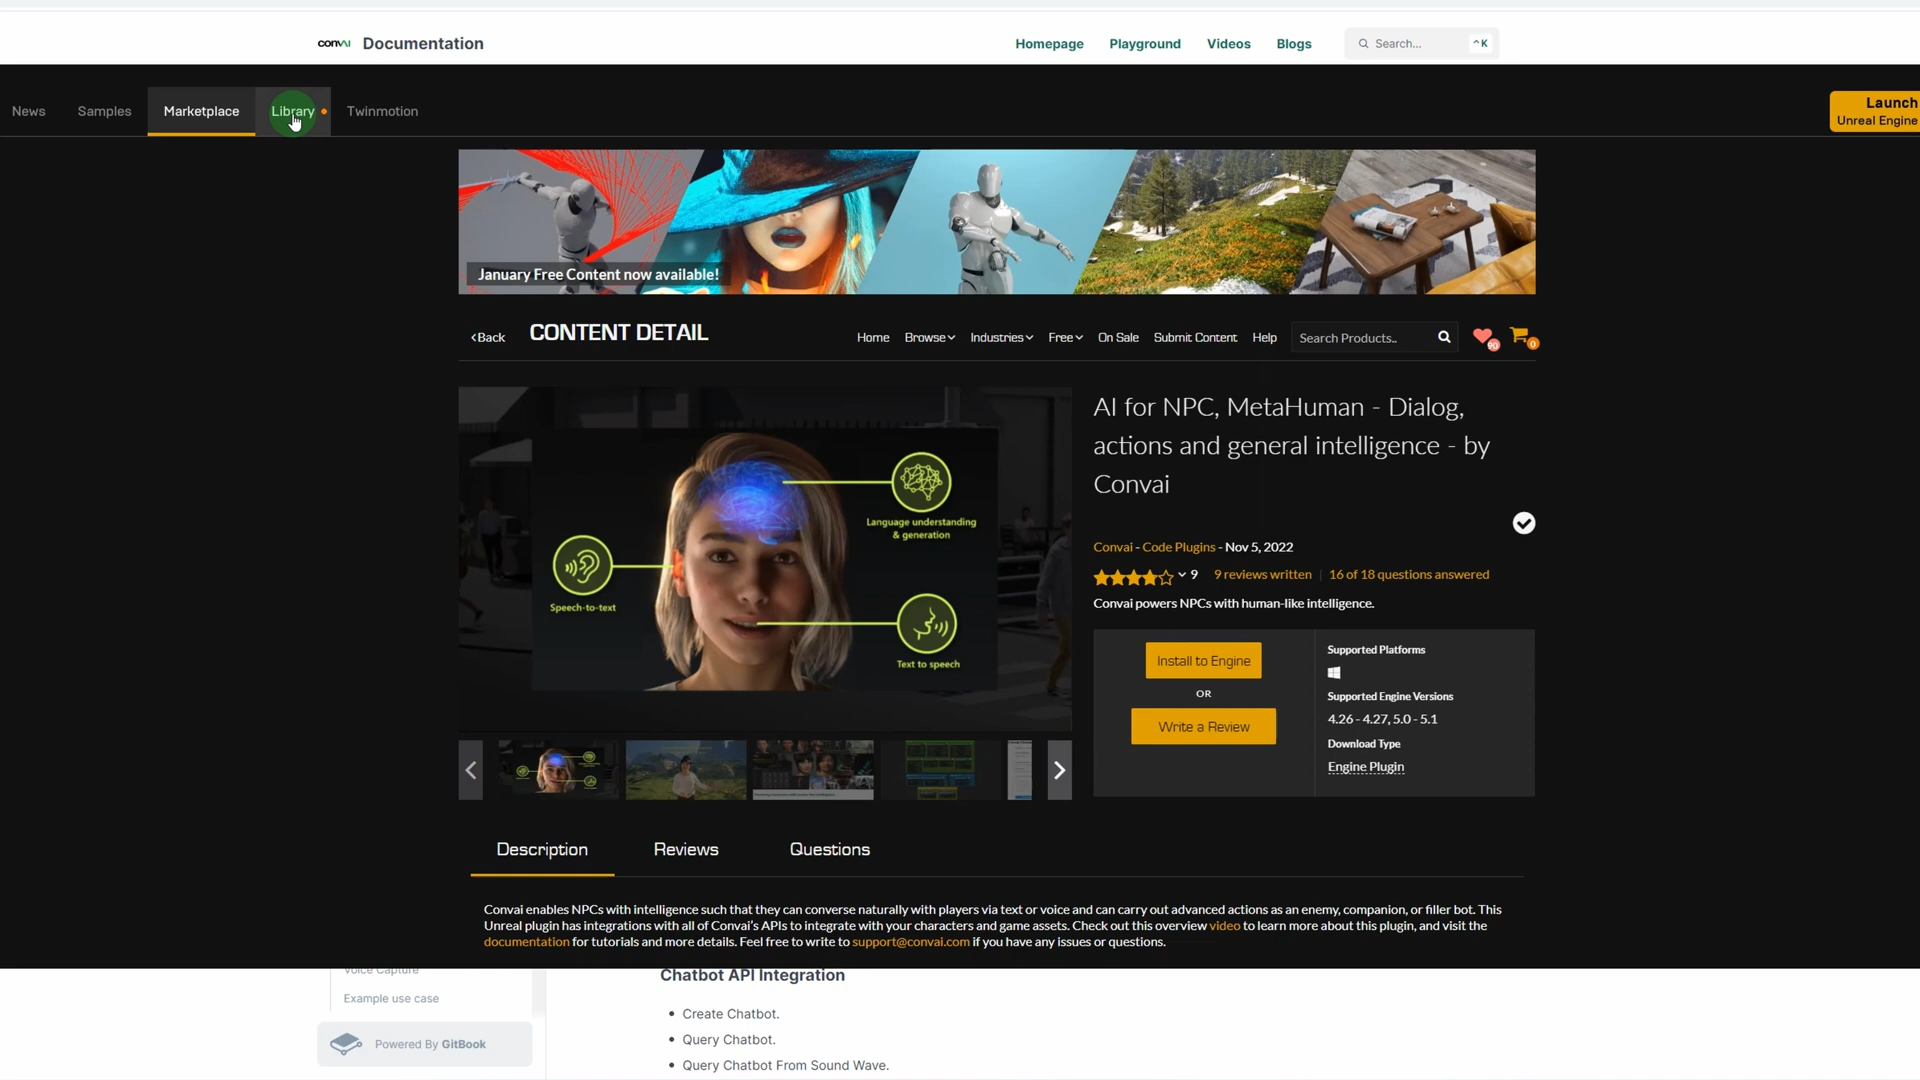 convai Documentation
Homepage Playground Videos Blogs Search... ^K
News Samples Marketplace Library Twinmotion
Launch
Unreal Engine
January Free Content now available!
<Back CONTENT DETAIL Home Browse Industries Free On Sale Submit Content Help Search Products.. 90 0
AI for NPC, MetaHuman - Dialog,
actions and general intelligence - by
Convai
Language understanding
& generation
Speech-to-text
Text to speech
Convai - Code Plugins - Nov 5, 2022
9 9 reviews written | 16 of 18 questions answered
Convai powers NPCs with human-like intelligence.
Install to Engine
OR
Write a Review
Supported Platforms
Supported Engine Versions
4.26 - 4.27, 5.0 - 5.1
Download Type
Engine Plugin
Description Reviews Questions
Convai enables NPCs with intelligence such that they can converse naturally with players via text or voice and can carry out advanced actions as an enemy, companion, or filler bot. This
Unreal plugin has integrations with all of Convai's APIs to integrate with your characters and game assets. Check out this overview video to learn more about this plugin, and visit the
documentation for tutorials and more details. Feel free to write to support@convai.com if you have any issues or questions.
Voice Capture
Example use case
Powered By GitBook
Chatbot API Integration
• Create Chatbot.
• Query Chatbot.
• Query Chatbot From Sound Wave.